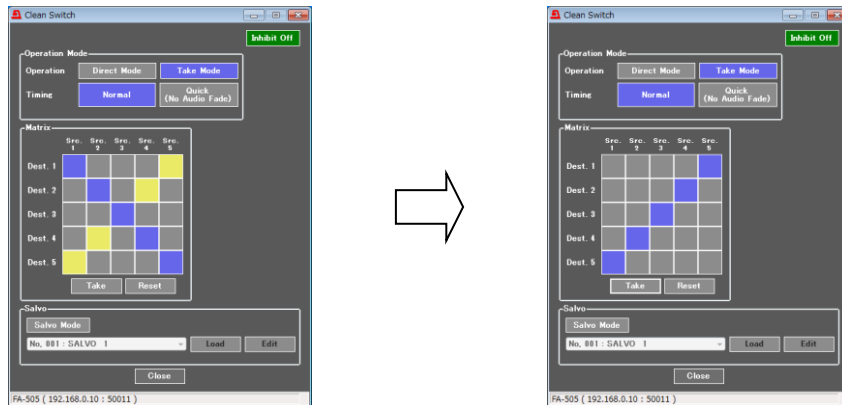 Clean Switch
Inhibit Off
Operation Mode
Operation Direct Mode Take Mode
Timing Normal Quick
(No Audio Fade)
Matrix
Src. Src. Src. Src. Src.
1 2 3 4 5
Dest. 1
Dest. 2
Dest. 3
Dest. 4
Dest. 5
Take Reset
Salvo
Salvo Mode
No, 001 : SALVO 1 Load Edit
Close
FA-505 ( 192.168.0.10 : 50011 )
Clean Switch
Inhibit Off
Operation Mode
Operation Direct Mode Take Mode
Timing Normal Quick
(No Audio Fade)
Matrix
Src. Src. Src. Src. Src.
1 2 3 4 5
Dest. 1
Dest. 2
Dest. 3
Dest. 4
Dest. 5
Take Reset
Salvo
Salvo Mode
No, 001 : SALVO 1 Load Edit
Close
FA-505 ( 192.168.0.10 : 50011 )